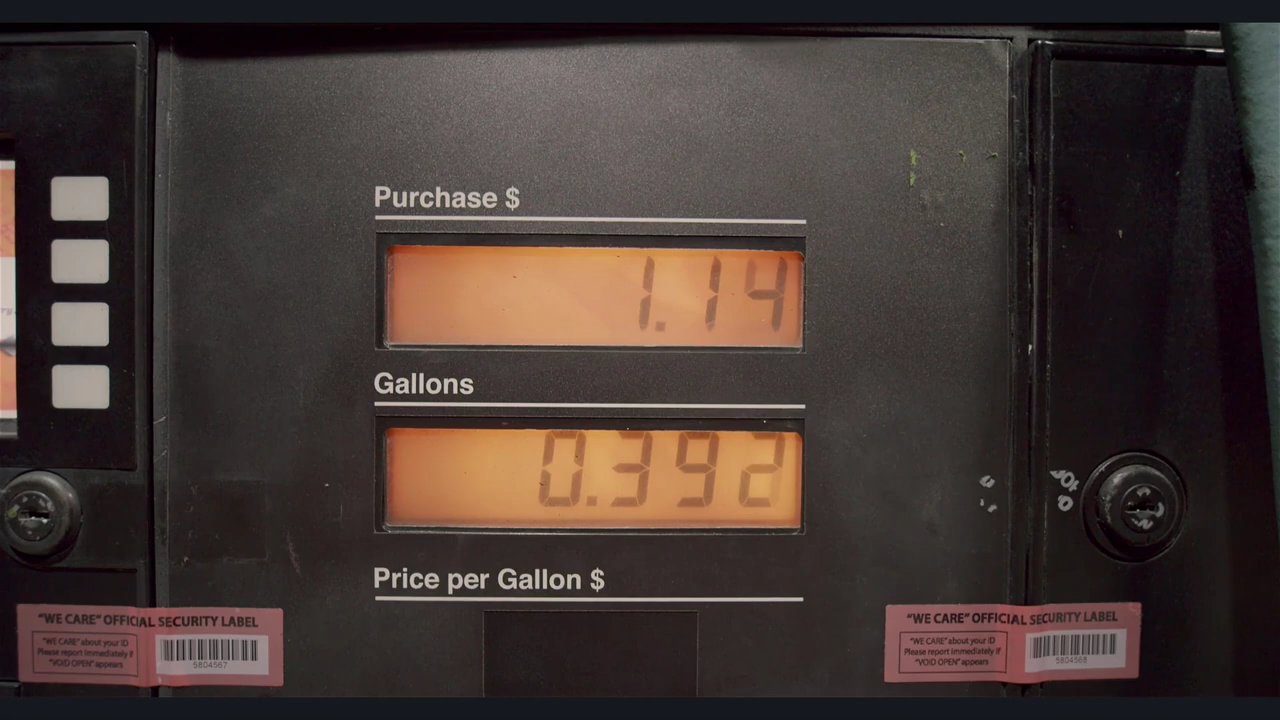 Purchase $
1.14
Gallons
0.392
Price per Gallon $
"WE CARE" OFFICIAL SECURITY LABEL
"WE CARE" about your ID
Please report immediately if
"VOID OPEN" appears
5804567
"WE CARE" OFFICIAL SECURITY LABEL
"WE CARE" about your ID
Please report immediately if
"VOID OPEN" appears
5804568